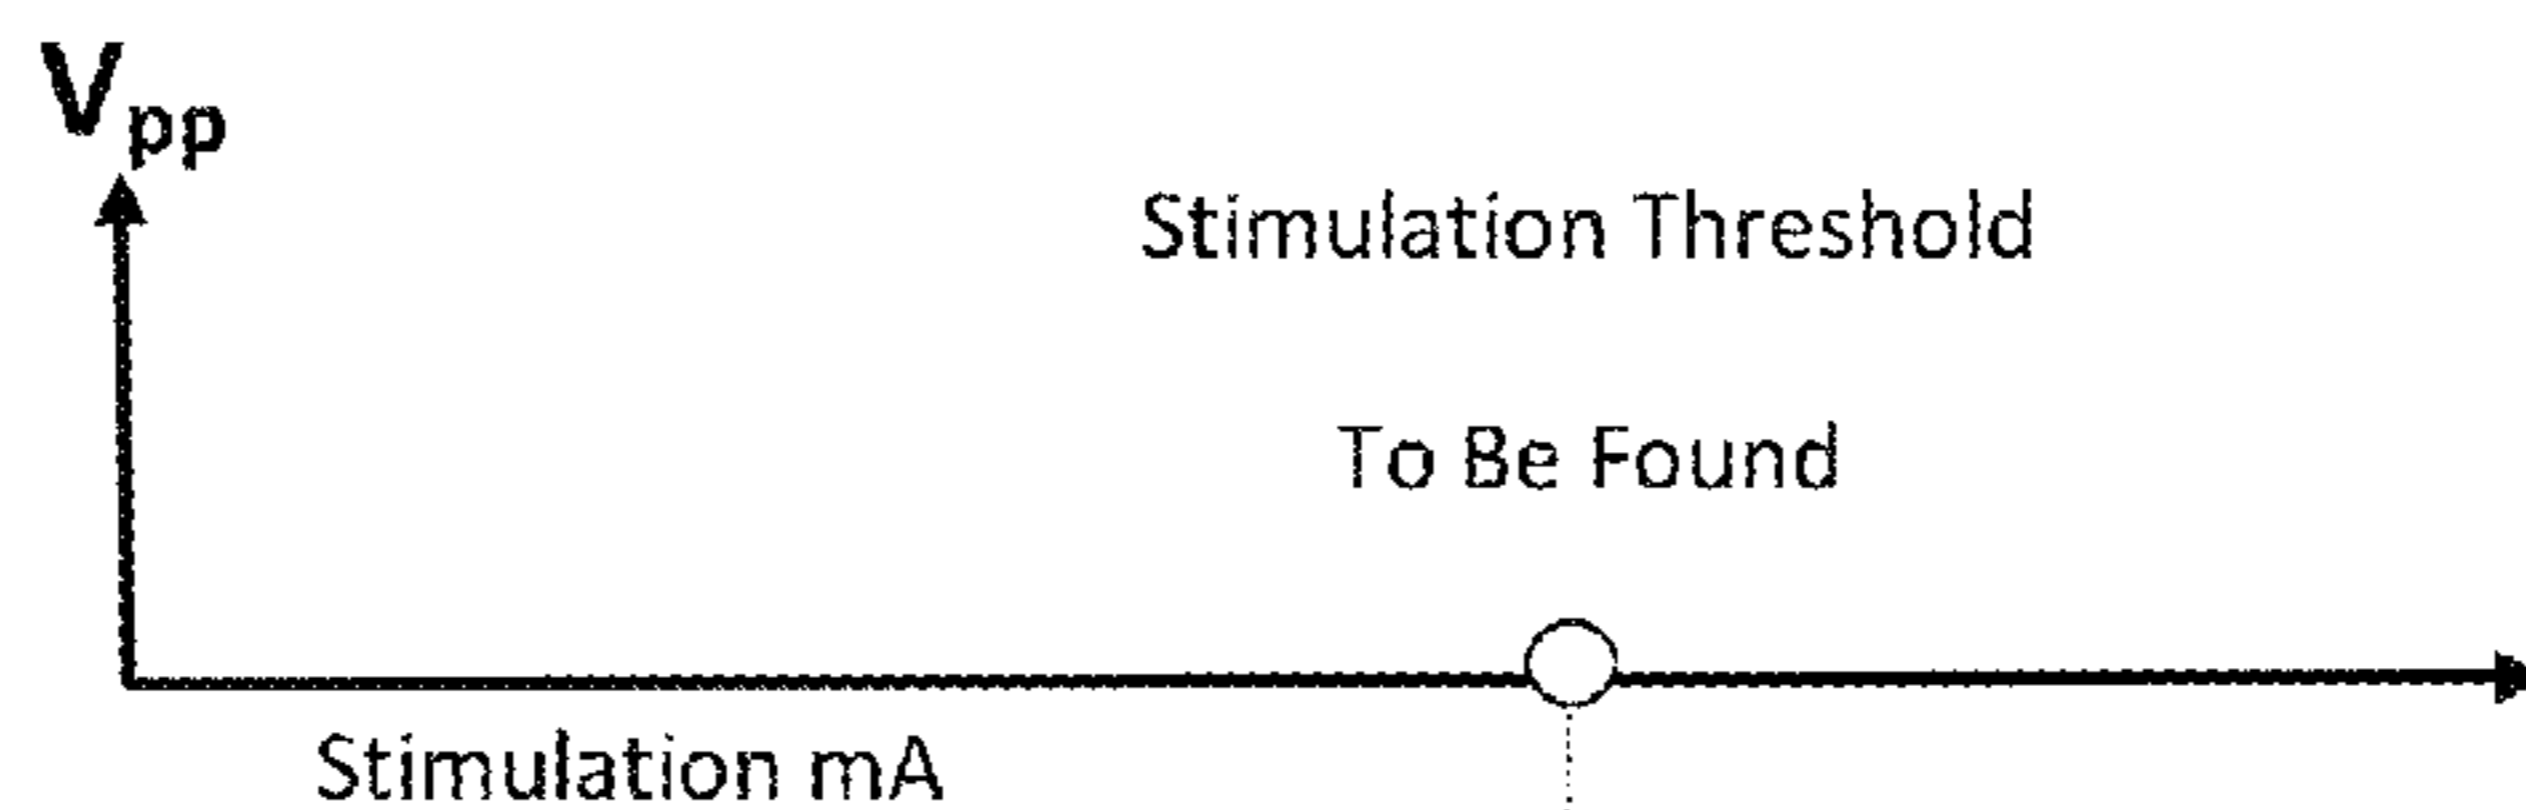 Vpp
Stimulation Threshold
To Be Found
Stimulation mA